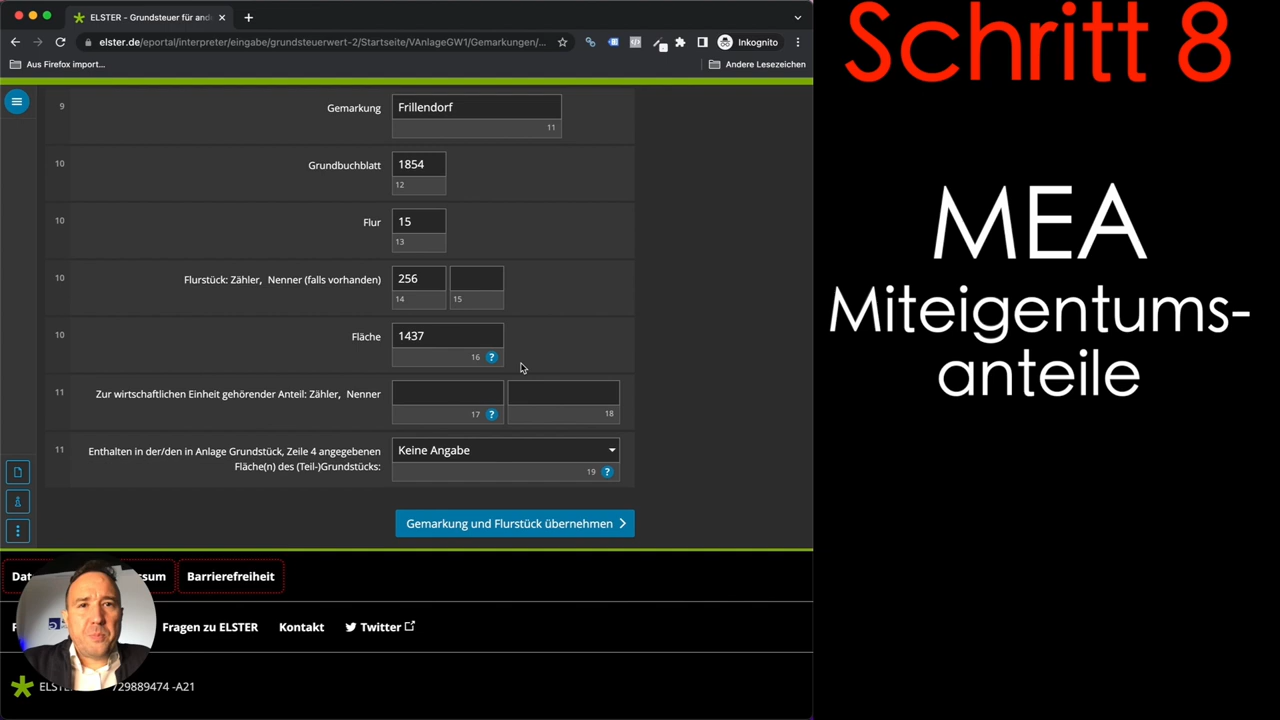 ELSTER - Grundsteuer für and
elster.de/eportal/interpreter/eingabe/grundsteuerwert-2/Startseite/VAnlageGW1/Gemarkungen/...
Inkognito
Aus Firefox import...
Andere Lesezeichen
9 Gemarkung Frillendorf
11
10 Grundbuchblatt 1854
12
10 Flur 15
13
10 Flurstück: Zähler, Nenner (falls vorhanden) 256
14 15
10 Fläche 1437
16 ?
11 Zur wirtschaftlichen Einheit gehörender Anteil: Zähler, Nenner
17 ? 18
11 Enthalten in der/den in Anlage Grundstück, Zeile 4 angegebenen Keine Angabe
Fläche(n) des (Teil-)Grundstücks:
19 ?
Gemarkung und Flurstück übernehmen
Barrierefreiheit
Fragen zu ELSTER Kontakt Twitter
729889474 -A21
Schritt 8
MEA
Miteigentums-
anteile